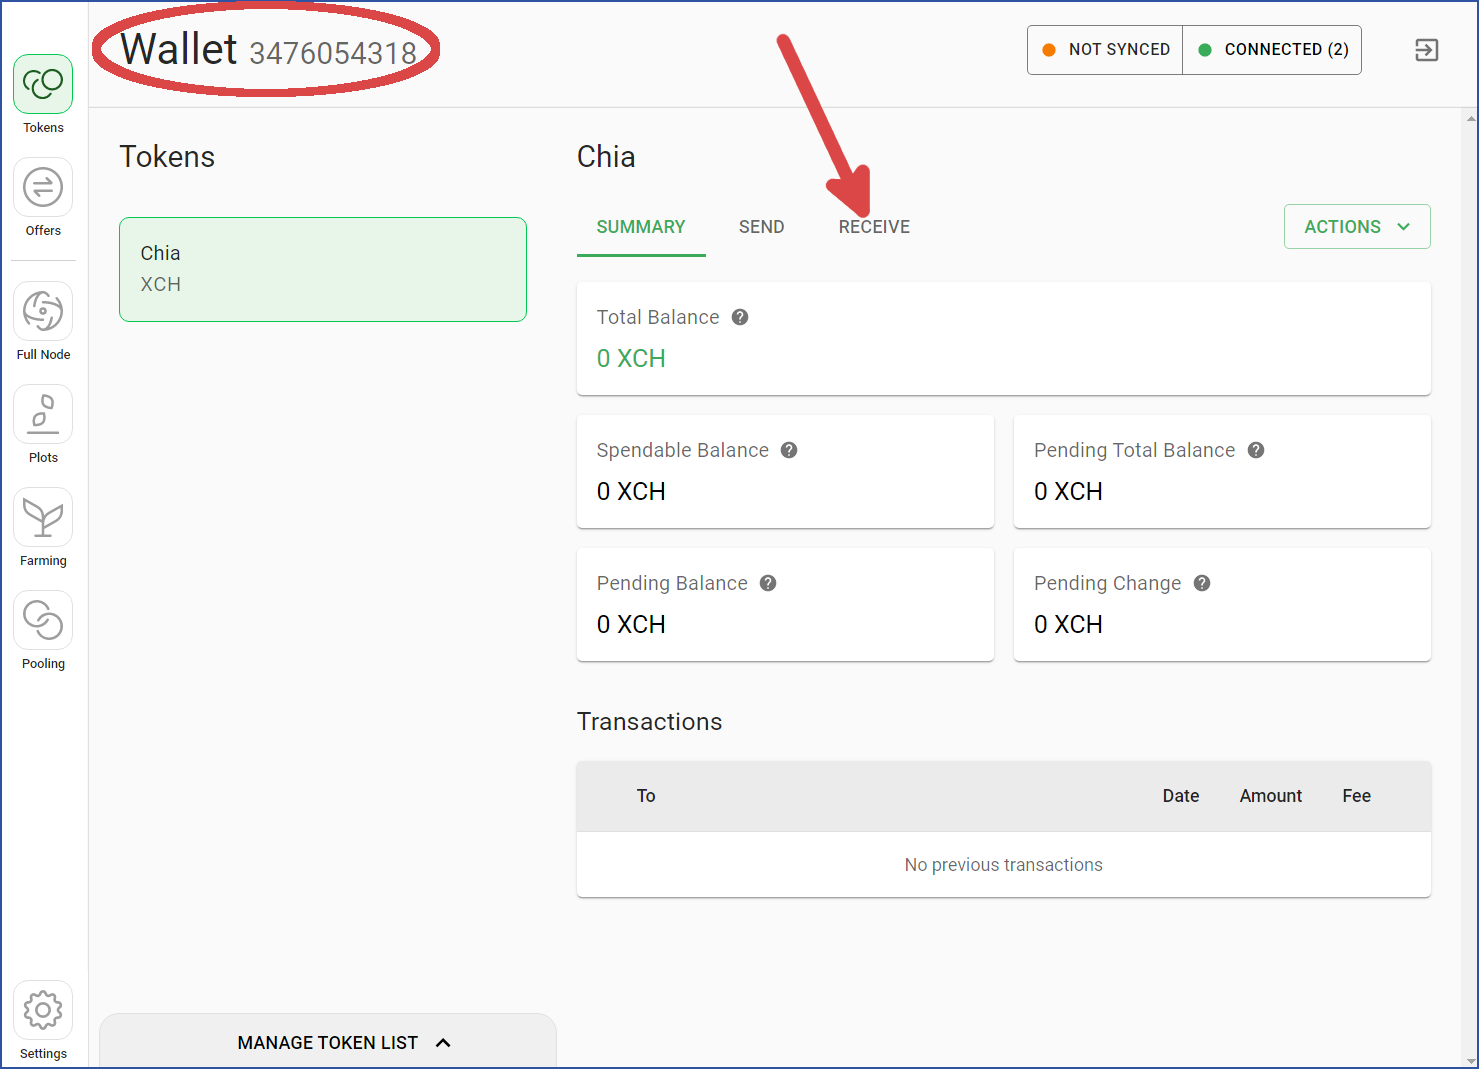 Wallet 3476054318
NOT SYNCED
CONNECTED (2)
Tokens
Offers
Full Node
Plots
Farming
Pooling
Settings
Tokens
Chia
XCH
MANAGE TOKEN LIST
Chia
SUMMARY
SEND
RECEIVE
ACTIONS
Total Balance
0 XCH
Spendable Balance
0 XCH
Pending Total Balance
0 XCH
Pending Balance
0 XCH
Pending Change
0 XCH
Transactions
To Date Amount Fee
No previous transactions